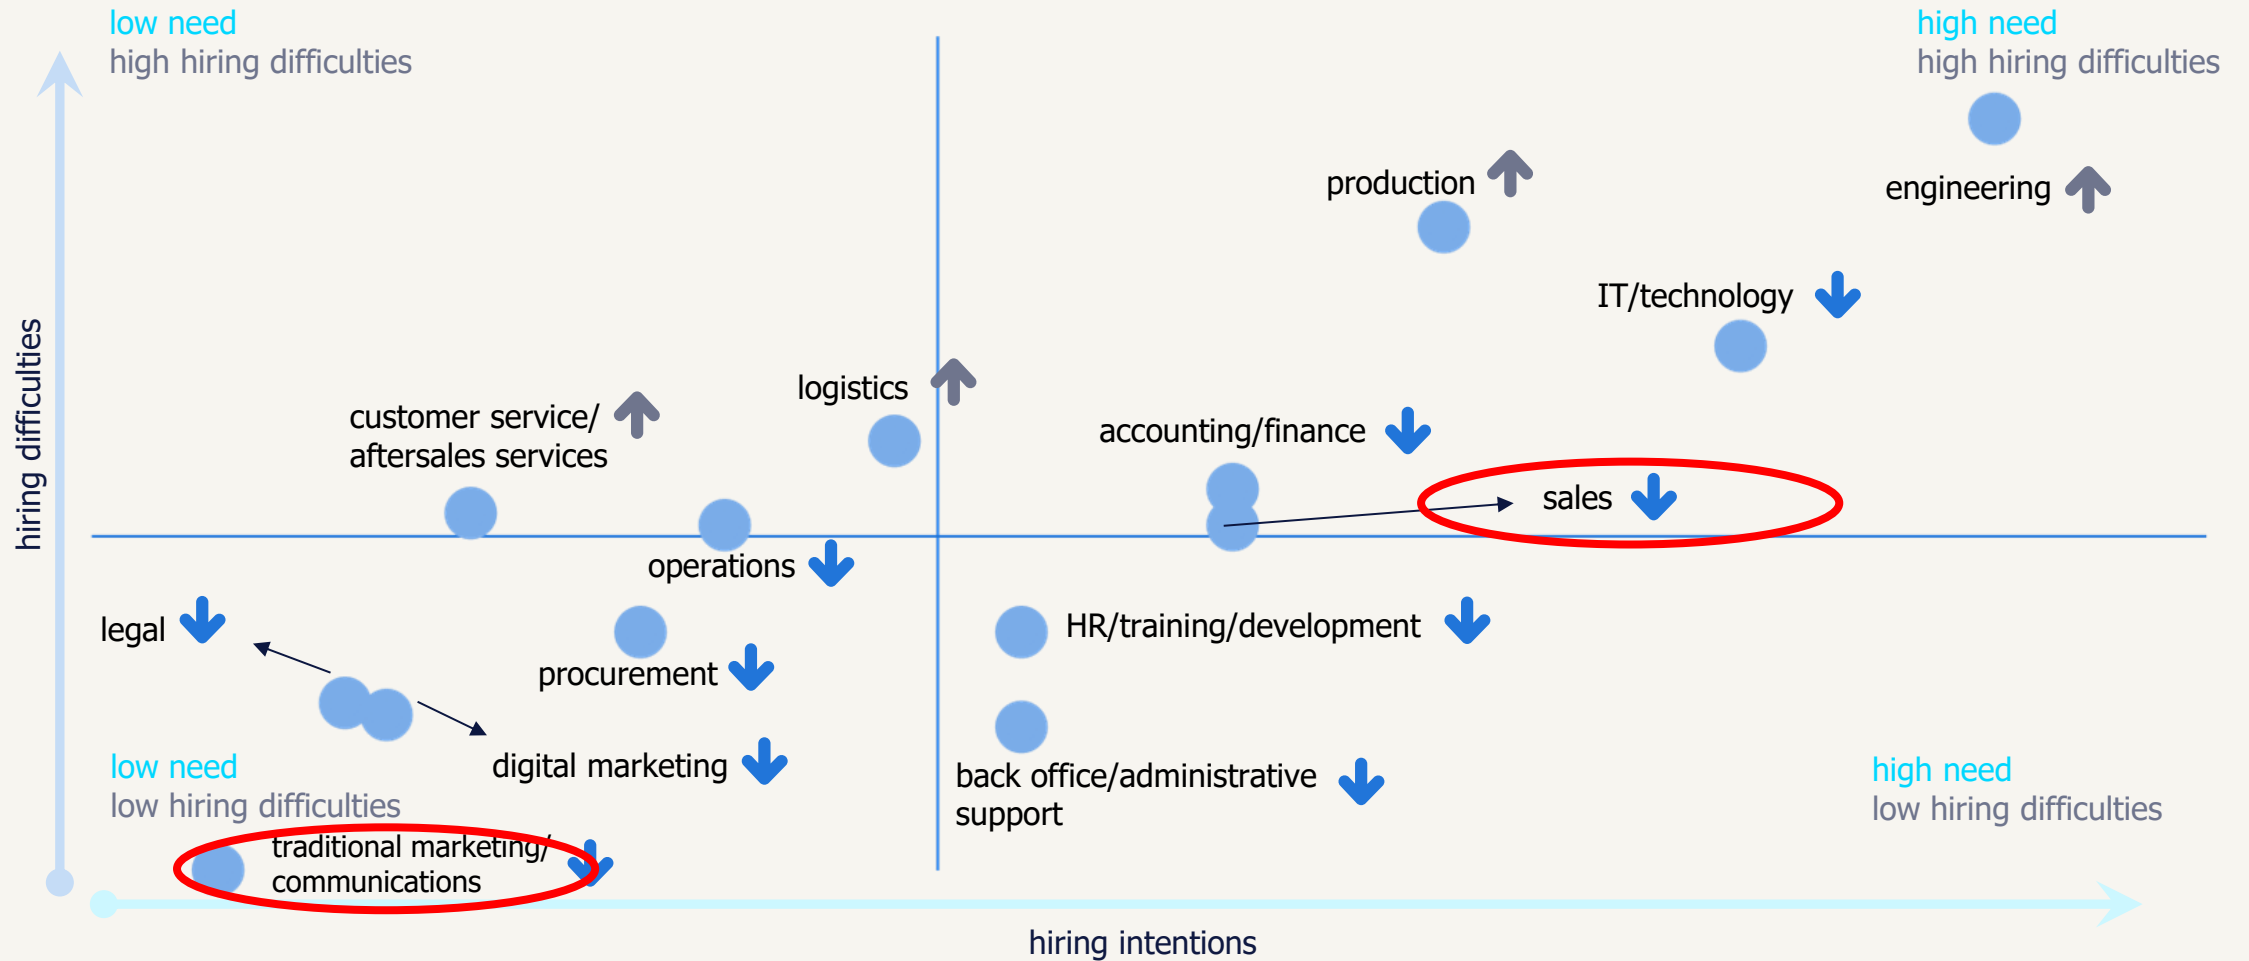 low need
high hiring difficulties
high need
high hiring difficulties
production
engineering
IT/technology
logistics
customer service/
aftersales services
accounting/finance
sales
hiring difficulties
operations
legal
HR/training/development
procurement
digital marketing
back office/administrative
support
low need
low hiring difficulties
high need
low hiring difficulties
traditional marketing/
communications
hiring intentions